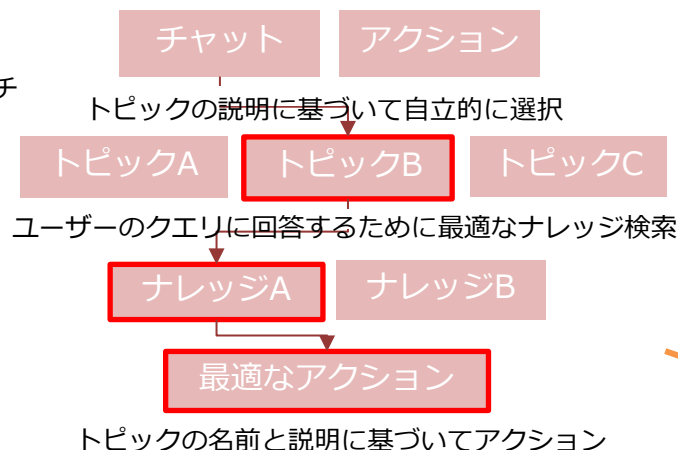 チャット アクション
チ
トピックの説明に基づいて自立的に選択
トピックA トピックB トピックC
ユーザーのクエリに回答するために最適なナレッジ検索
ナレッジA ナレッジB
最適なアクション
トピックの名前と説明に基づいてアクション